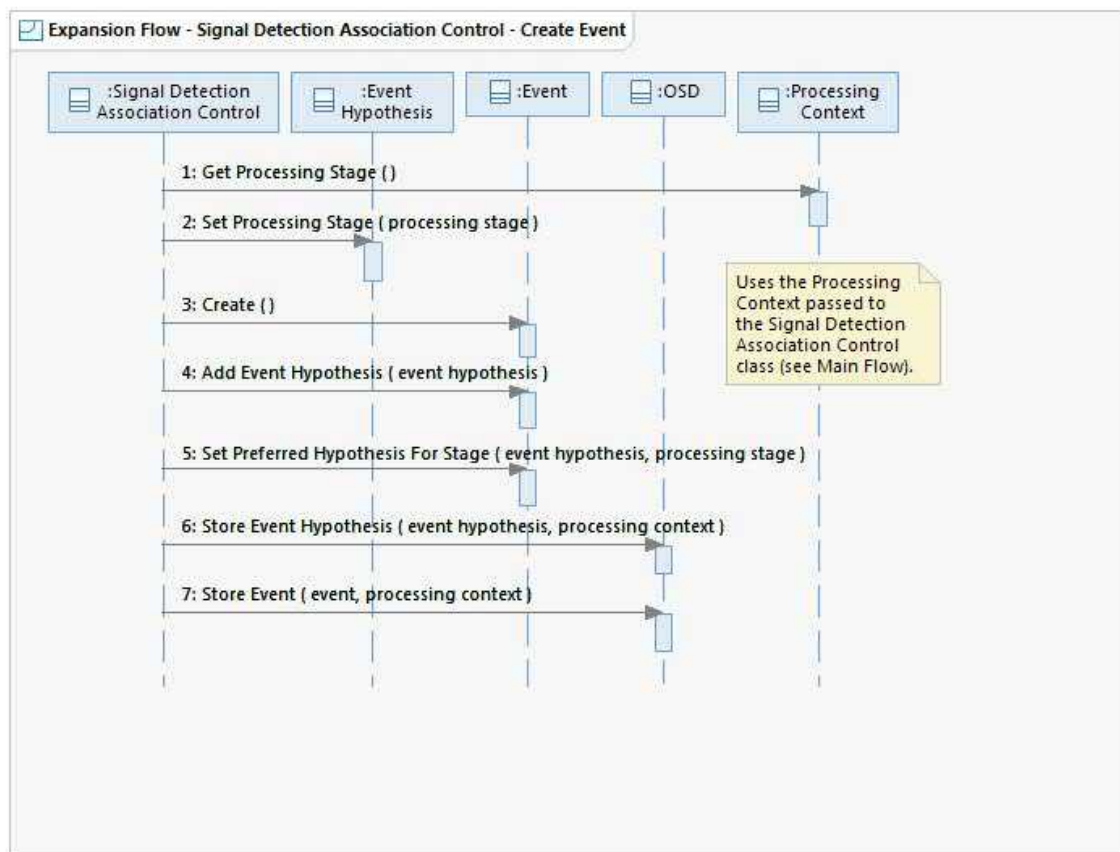 Expansion Flow - Signal Detection Association Control - Create Event
:Signal Detection
Association Control
:Event
Hypothesis
:Event
:OSD
:Processing
Context
1: Get Processing Stage ( )
2: Set Processing Stage ( processing stage )
3: Create ( )
Uses the Processing
Context passed to
the Signal Detection
Association Control
class (see Main Flow).
4: Add Event Hypothesis ( event hypothesis )
5: Set Preferred Hypothesis For Stage ( event hypothesis, processing stage )
6: Store Event Hypothesis ( event hypothesis, processing context )
7: Store Event ( event, processing context )